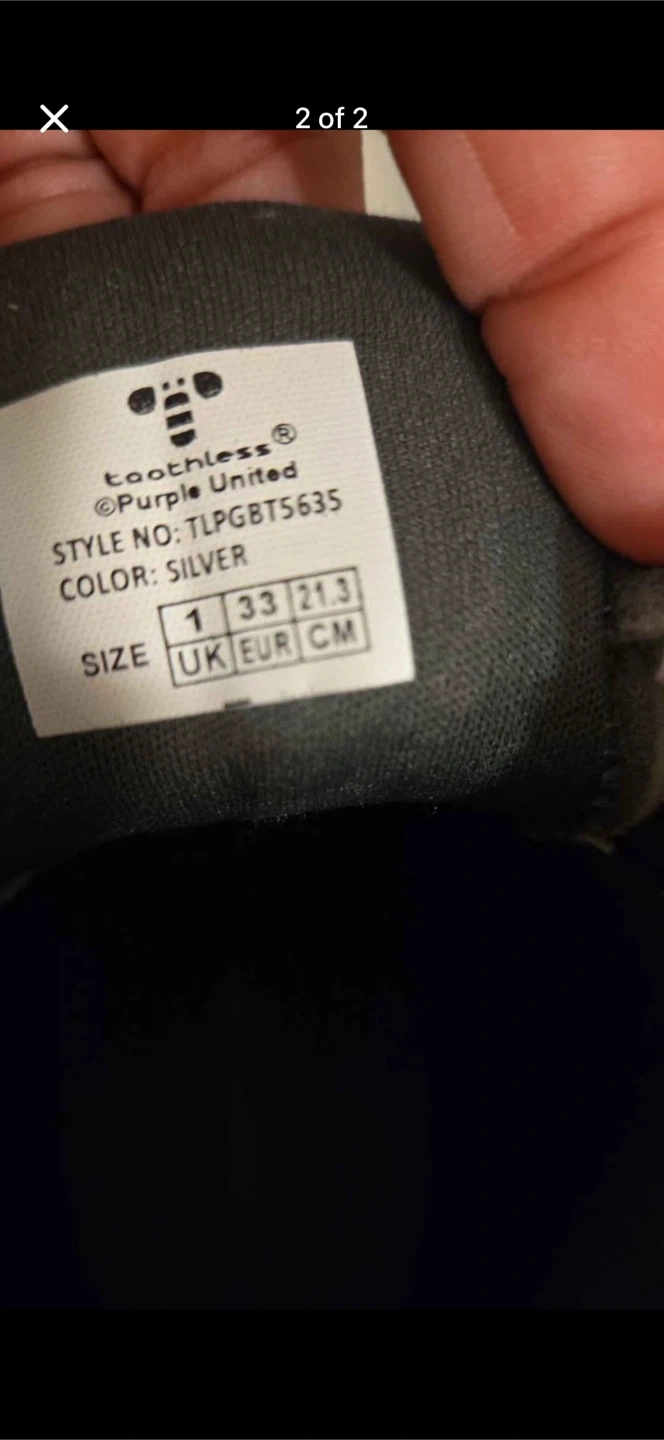 2 of 2
toothless®
©Purple United
STYLE NO: TLPGBT5635
COLOR: SILVER
SIZE
1 33 21.3
UK EUR CM